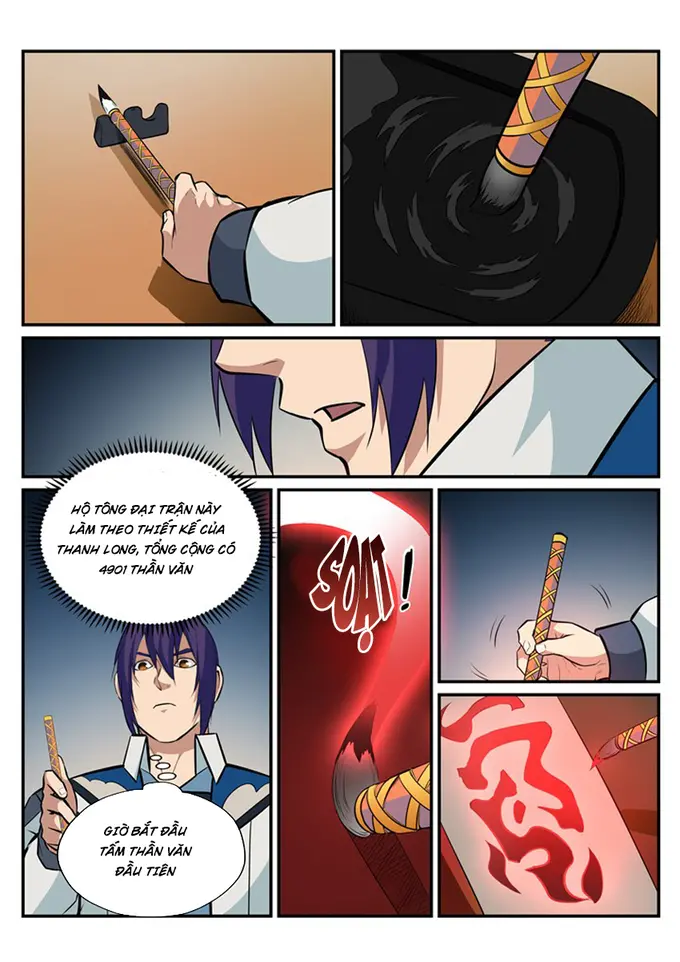 HỘ TÔNG ĐẠI TRẬN NÀY
LÀM THEO THIẾT KẾ CỦA
THANH LONG, TỔNG CỘNG CÓ
4901 THẦN VĂN
SOẠT !
GIỜ BẮT ĐẦU
TẤM THẦN VĂN
ĐẦU TIÊN